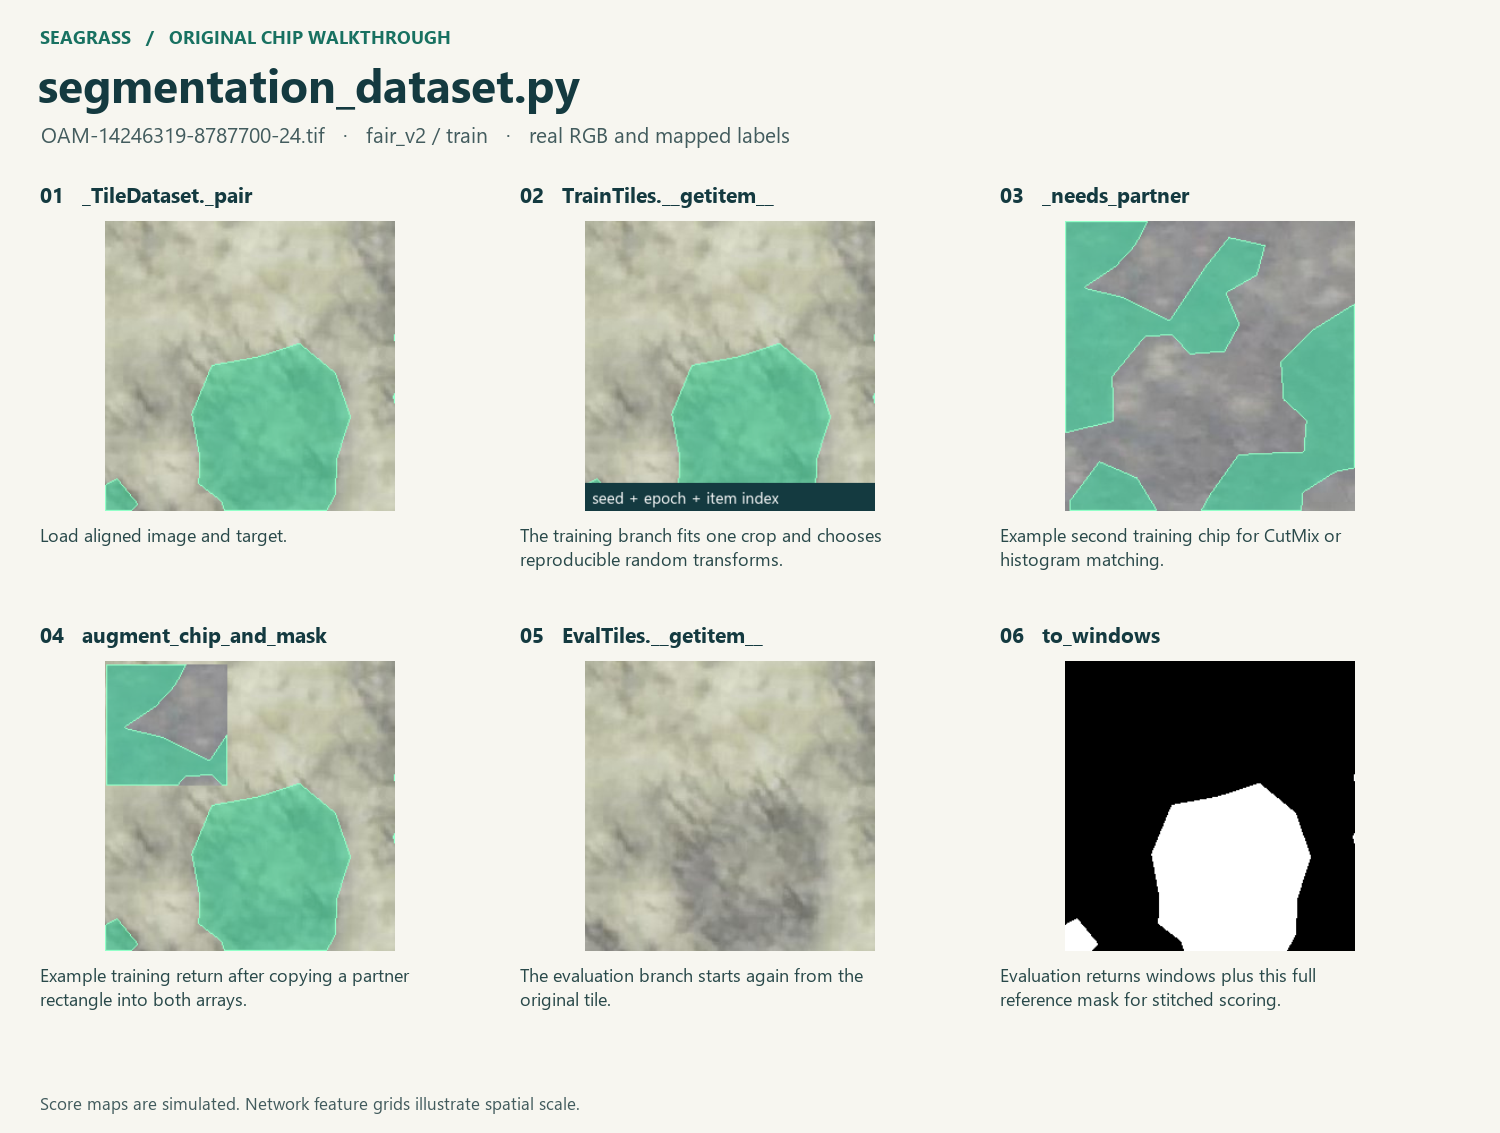 SEAGRASS / ORIGINAL CHIP WALKTHROUGH
segmentation_dataset.py
OAM-14246319-8787700-24.tif · fair_v2 / train · real RGB and mapped labels
01 _TileDataset._pair
02 TrainTiles.__getitem__
03 _needs_partner
seed + epoch + item index
Load aligned image and target.
The training branch fits one crop and chooses
reproducible random transforms.
Example second training chip for CutMix or
histogram matching.
04 augment_chip_and_mask
05 EvalTiles.__getitem__
06 to_windows
Example training return after copying a partner
rectangle into both arrays.
The evaluation branch starts again from the
original tile.
Evaluation returns windows plus this full
reference mask for stitched scoring.
Score maps are simulated. Network feature grids illustrate spatial scale.